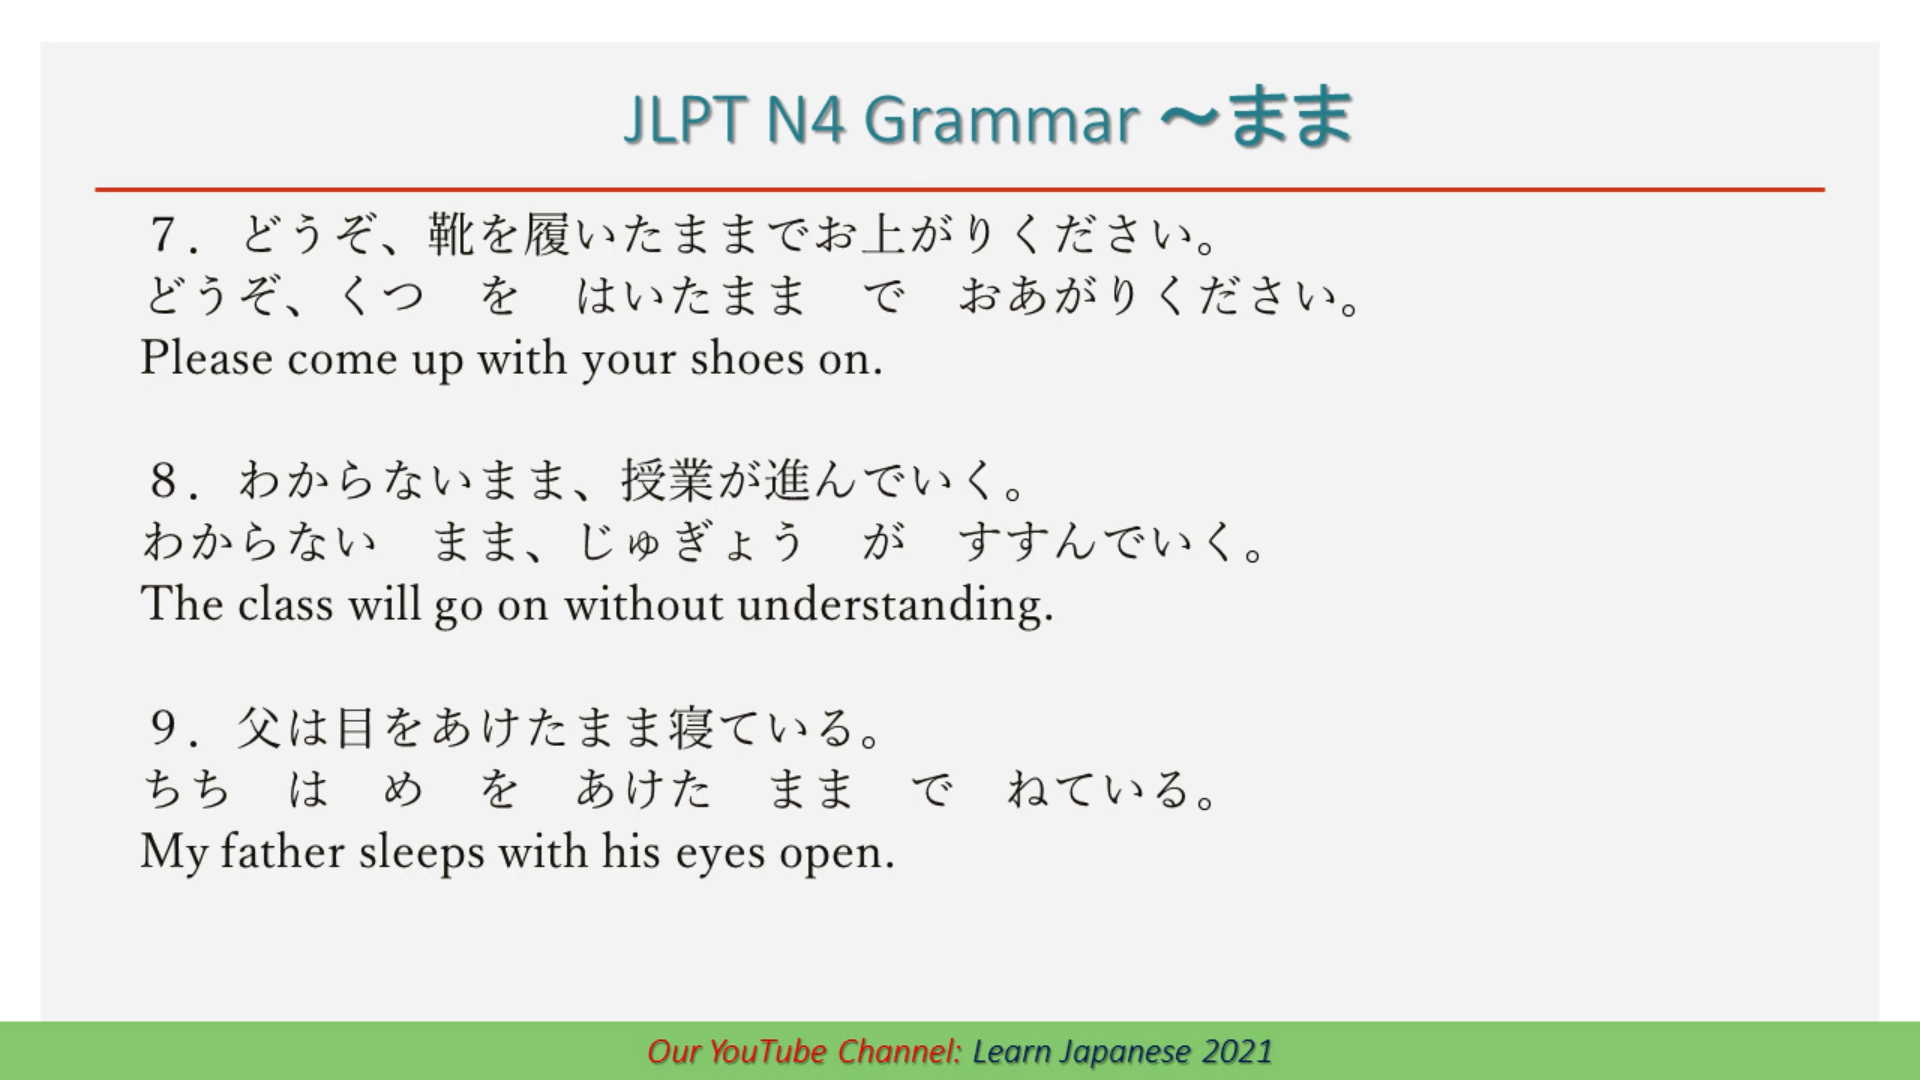 JLPT N4 Grammar ～まま
７．どうぞ、靴を履いたままでお上がりください。
どうぞ、くつ　を　はいたまま　で　おあがりください。
Please come up with your shoes on.
８．わからないまま、授業が進んでいく。
わからない　まま、じゅぎょう　が　すすんでいく。
The class will go on without understanding.
９．父は目をあけたまま寝ている。
ちち　は　め　を　あけた　まま　で　ねている。
My father sleeps with his eyes open.
Our YouTube Channel: Learn Japanese 2021